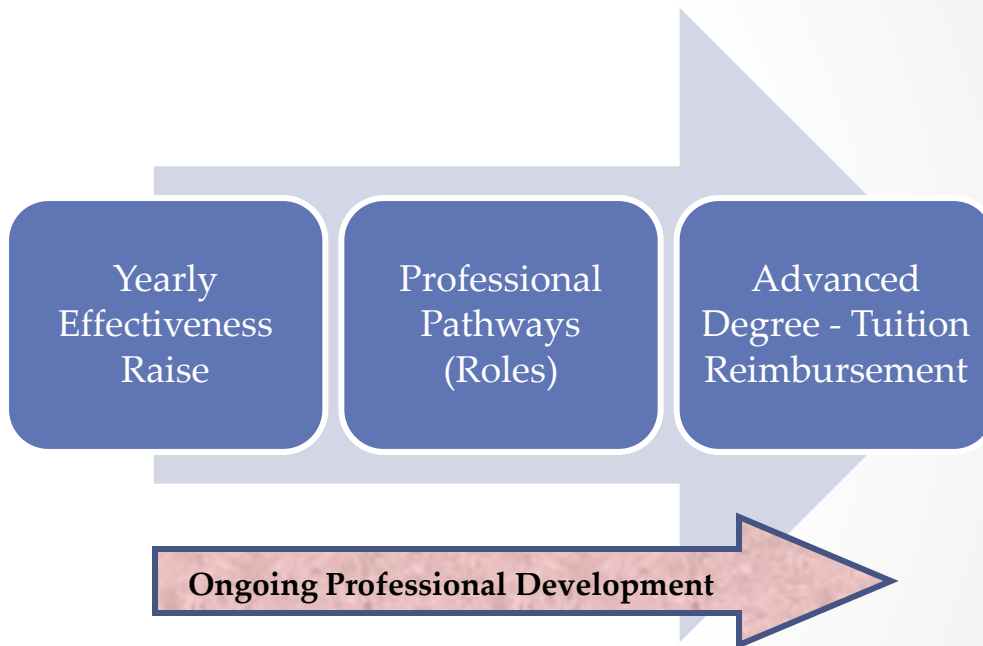 Yearly
Effectiveness
Raise
Professional
Pathways
(Roles)
Advanced
Degree - Tuition
Reimbursement
Ongoing Professional Development